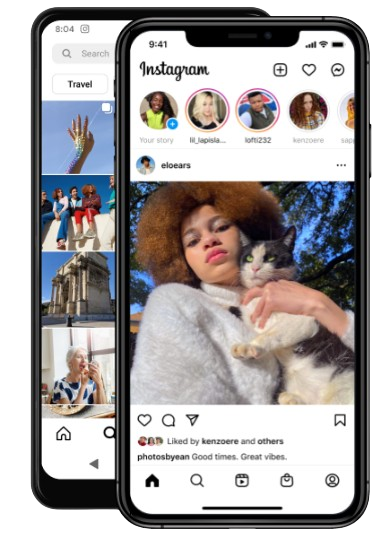 8:04
Search
Travel
9:41
Instagram
Your story
lil_lapisla...
lofti232
kenzoere
eloears
Liked by kenzoere and others
photosbyean Good times. Great vibes.